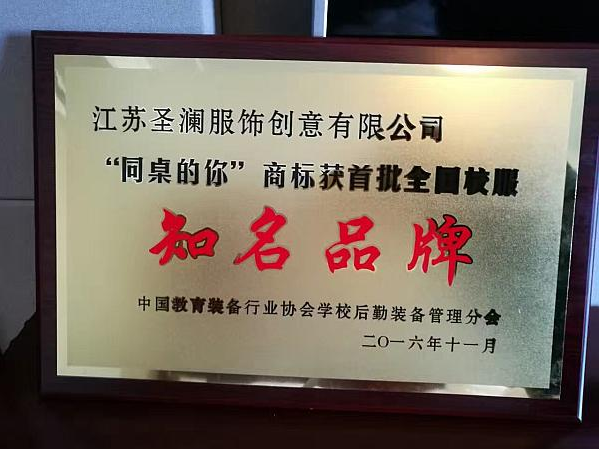 江苏圣澜服饰创意有限公司
“同桌的你”商标获首批全国校服
知名品牌
中国教育装备行业协会学校后勤装备管理分会
二〇一六年十一月